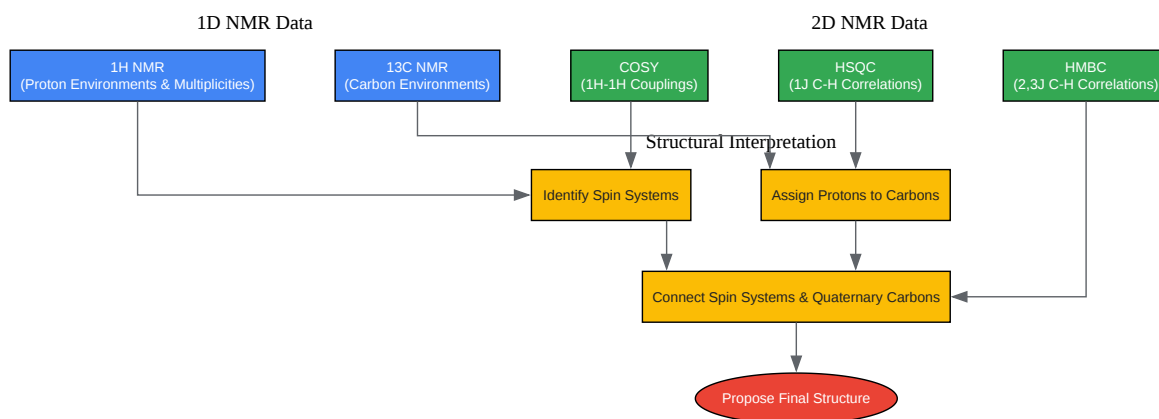 1D NMR Data
2D NMR Data
1H NMR
(Proton Environments & Multiplicities)
13C NMR
(Carbon Environments)
COSY
(1H-1H Couplings)
HSQC
(1J C-H Correlations)
HMBC
(2,3J C-H Correlations)
Structural Interpretation
Identify Spin Systems
Assign Protons to Carbons
Connect Spin Systems & Quaternary Carbons
Propose Final Structure